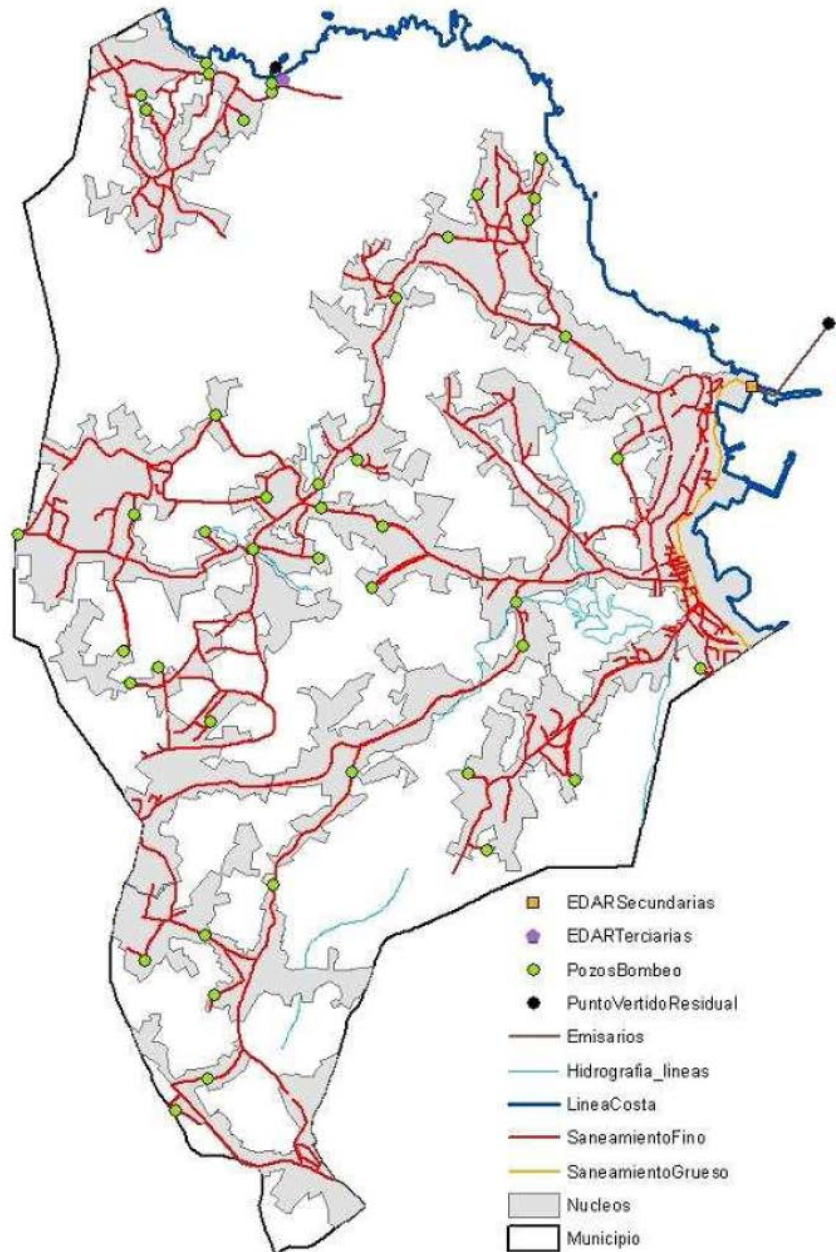 EDARSecundarias
EDARTerciarias
PozosBombeo
PuntoVertidoResidual
Emisarios
Hidrografia_lineas
LineaCosta
SaneamientoFino
SaneamientoGrueso
Nucleos
Municipio